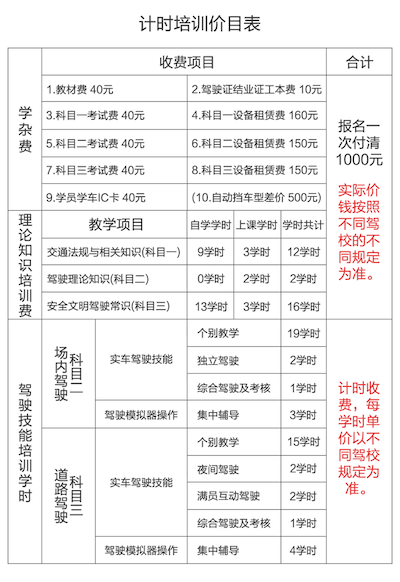 计时培训价目表
收费项目
合计
学杂费
1.教材费 40元
2.驾驶证结业证工本费 10元
3.科目一考试费 40元
4.科目一设备租赁费 160元
5.科目二考试费 40元
6.科目二设备租赁费 150元
7.科目三考试费 40元
8.科目三设备租赁费 150元
9.学员学车IC卡 40元
(10.自动挡车型差价 500元)
报名一
次付清
1000元
实际价
钱按照
不同驾
校的不
同规定
为准。
理论知识培训费
教学项目
自学学时
上课学时
学时共计
交通法规与相关知识(科目一)
9学时
3学时
12学时
驾驶理论知识(科目二)
0学时
2学时
2学时
安全文明驾驶常识(科目三)
13学时
3学时
16学时
驾驶技能培训学时
科目二
场内驾驶
实车驾驶技能
个别教学
19学时
独立驾驶
2学时
综合驾驶及考核
1学时
驾驶模拟器操作
集中辅导
3学时
科目三
道路驾驶
实车驾驶技能
个别教学
15学时
夜间驾驶
2学时
满员互动驾驶
2学时
综合驾驶及考核
1学时
驾驶模拟器操作
集中辅导
4学时
计时收
费，每
学时单
价以不
同驾校
规定为
准。